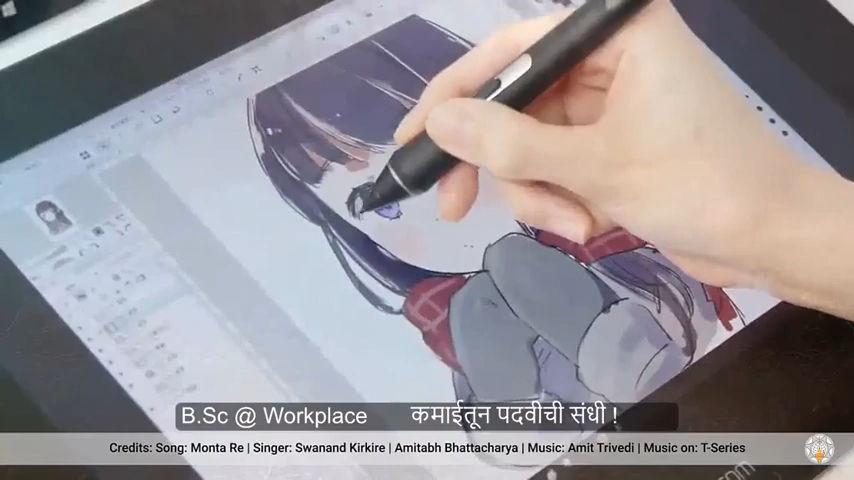 B.Sc @ Workplace कमाईतून पदवीची संधी !
Credits: Song: Monta Re | Singer: Swanand Kirkire | Amitabh Bhattacharya | Music: Amit Trivedi | Music on: T-Series